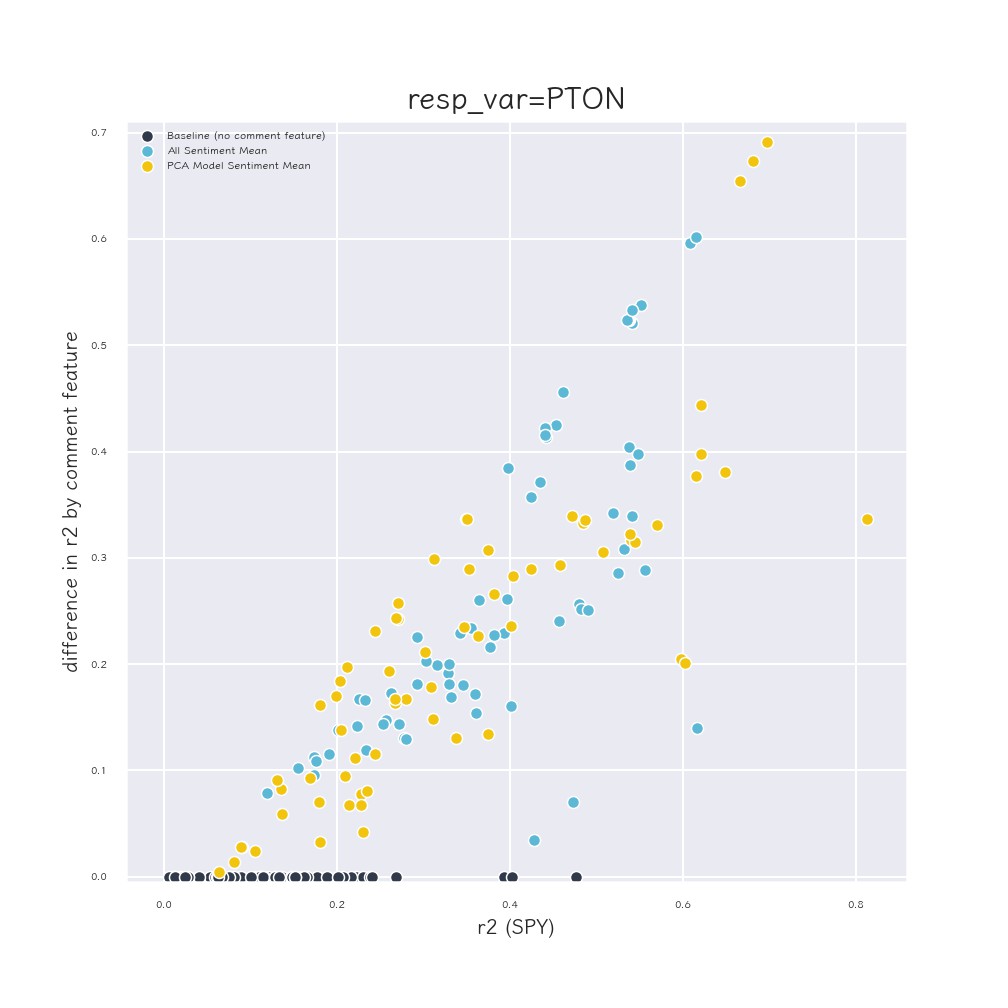 resp_var=PTON
Baseline (no comment feature)
All Sentiment Mean
PCA Model Sentiment Mean
difference in r2 by comment feature
0.7
0.6
0.5
0.4
0.3
0.2
0.1
0.0
0.0 0.2 0.4 0.6 0.8
r2 (SPY)